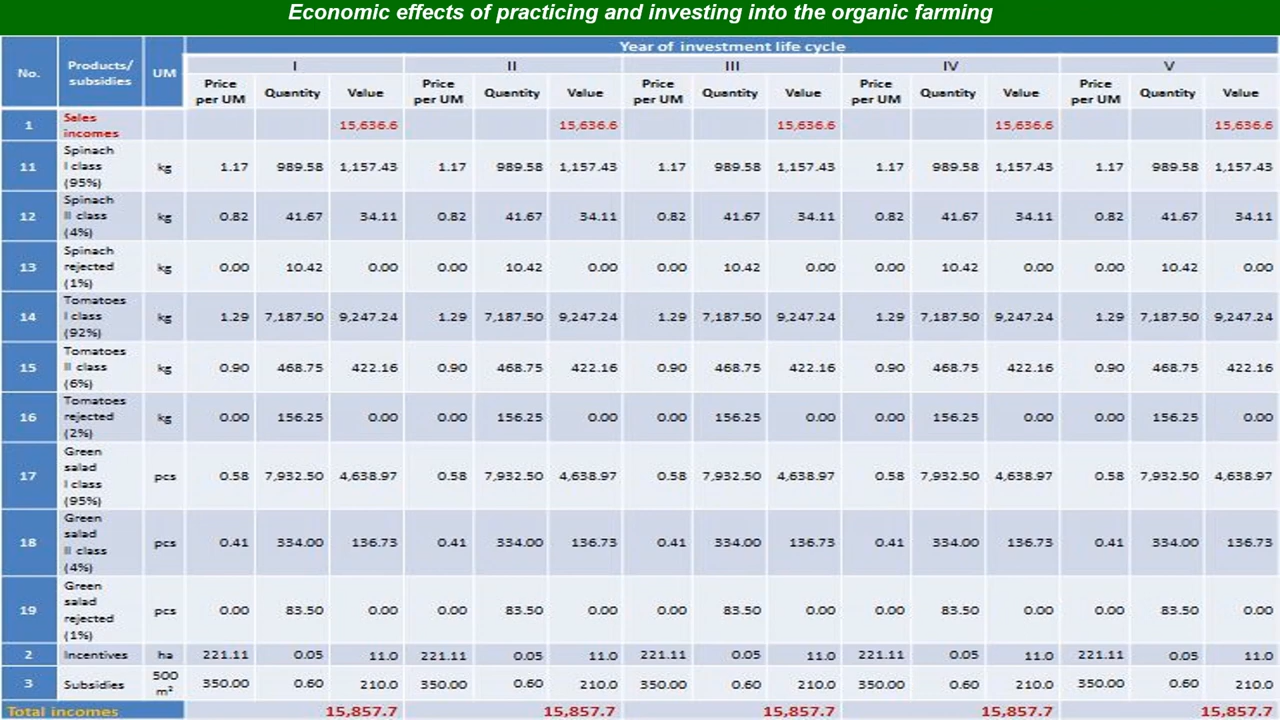 Economic effects of practicing and investing into the organic farming
No. Products/ subsidies UM Year of investment life cycle
I II III IV V
Price per UM Quantity Value Price per UM Quantity Value Price per UM Quantity Value Price per UM Quantity Value Price per UM Quantity Value
1 Sales incomes 15,636.6 15,636.6 15,636.6 15,636.6 15,636.6
11 Spinach I class (95%) kg 1.17 989.58 1,157.43 1.17 989.58 1,157.43 1.17 989.58 1,157.43 1.17 989.58 1,157.43 1.17 989.58 1,157.43
12 Spinach II class (4%) kg 0.82 41.67 34.11 0.82 41.67 34.11 0.82 41.67 34.11 0.82 41.67 34.11 0.82 41.67 34.11
13 Spinach rejected (1%) kg 0.00 10.42 0.00 0.00 10.42 0.00 0.00 10.42 0.00 0.00 10.42 0.00 0.00 10.42 0.00
14 Tomatoes I class (92%) kg 1.29 7,187.50 9,247.24 1.29 7,187.50 9,247.24 1.29 7,187.50 9,247.24 1.29 7,187.50 9,247.24 1.29 7,187.50 9,247.24
15 Tomatoes II class (6%) kg 0.90 468.75 422.16 0.90 468.75 422.16 0.90 468.75 422.16 0.90 468.75 422.16 0.90 468.75 422.16
16 Tomatoes rejected (2%) kg 0.00 156.25 0.00 0.00 156.25 0.00 0.00 156.25 0.00 0.00 156.25 0.00 0.00 156.25 0.00
17 Green salad I class (95%) pcs 0.58 7,932.50 4,638.97 0.58 7,932.50 4,638.97 0.58 7,932.50 4,638.97 0.58 7,932.50 4,638.97 0.58 7,932.50 4,638.97
18 Green salad II class (4%) pcs 0.41 334.00 136.73 0.41 334.00 136.73 0.41 334.00 136.73 0.41 334.00 136.73 0.41 334.00 136.73
19 Green salad rejected (1%) pcs 0.00 83.50 0.00 0.00 83.50 0.00 0.00 83.50 0.00 0.00 83.50 0.00 0.00 83.50 0.00
2 Incentives ha 221.11 0.05 11.0 221.11 0.05 11.0 221.11 0.05 11.0 221.11 0.05 11.0 221.11 0.05 11.0
3 Subsidies 500 m² 350.00 0.60 210.0 350.00 0.60 210.0 350.00 0.60 210.0 350.00 0.60 210.0 350.00 0.60 210.0
Total incomes 15,857.7 15,857.7 15,857.7 15,857.7 15,857.7